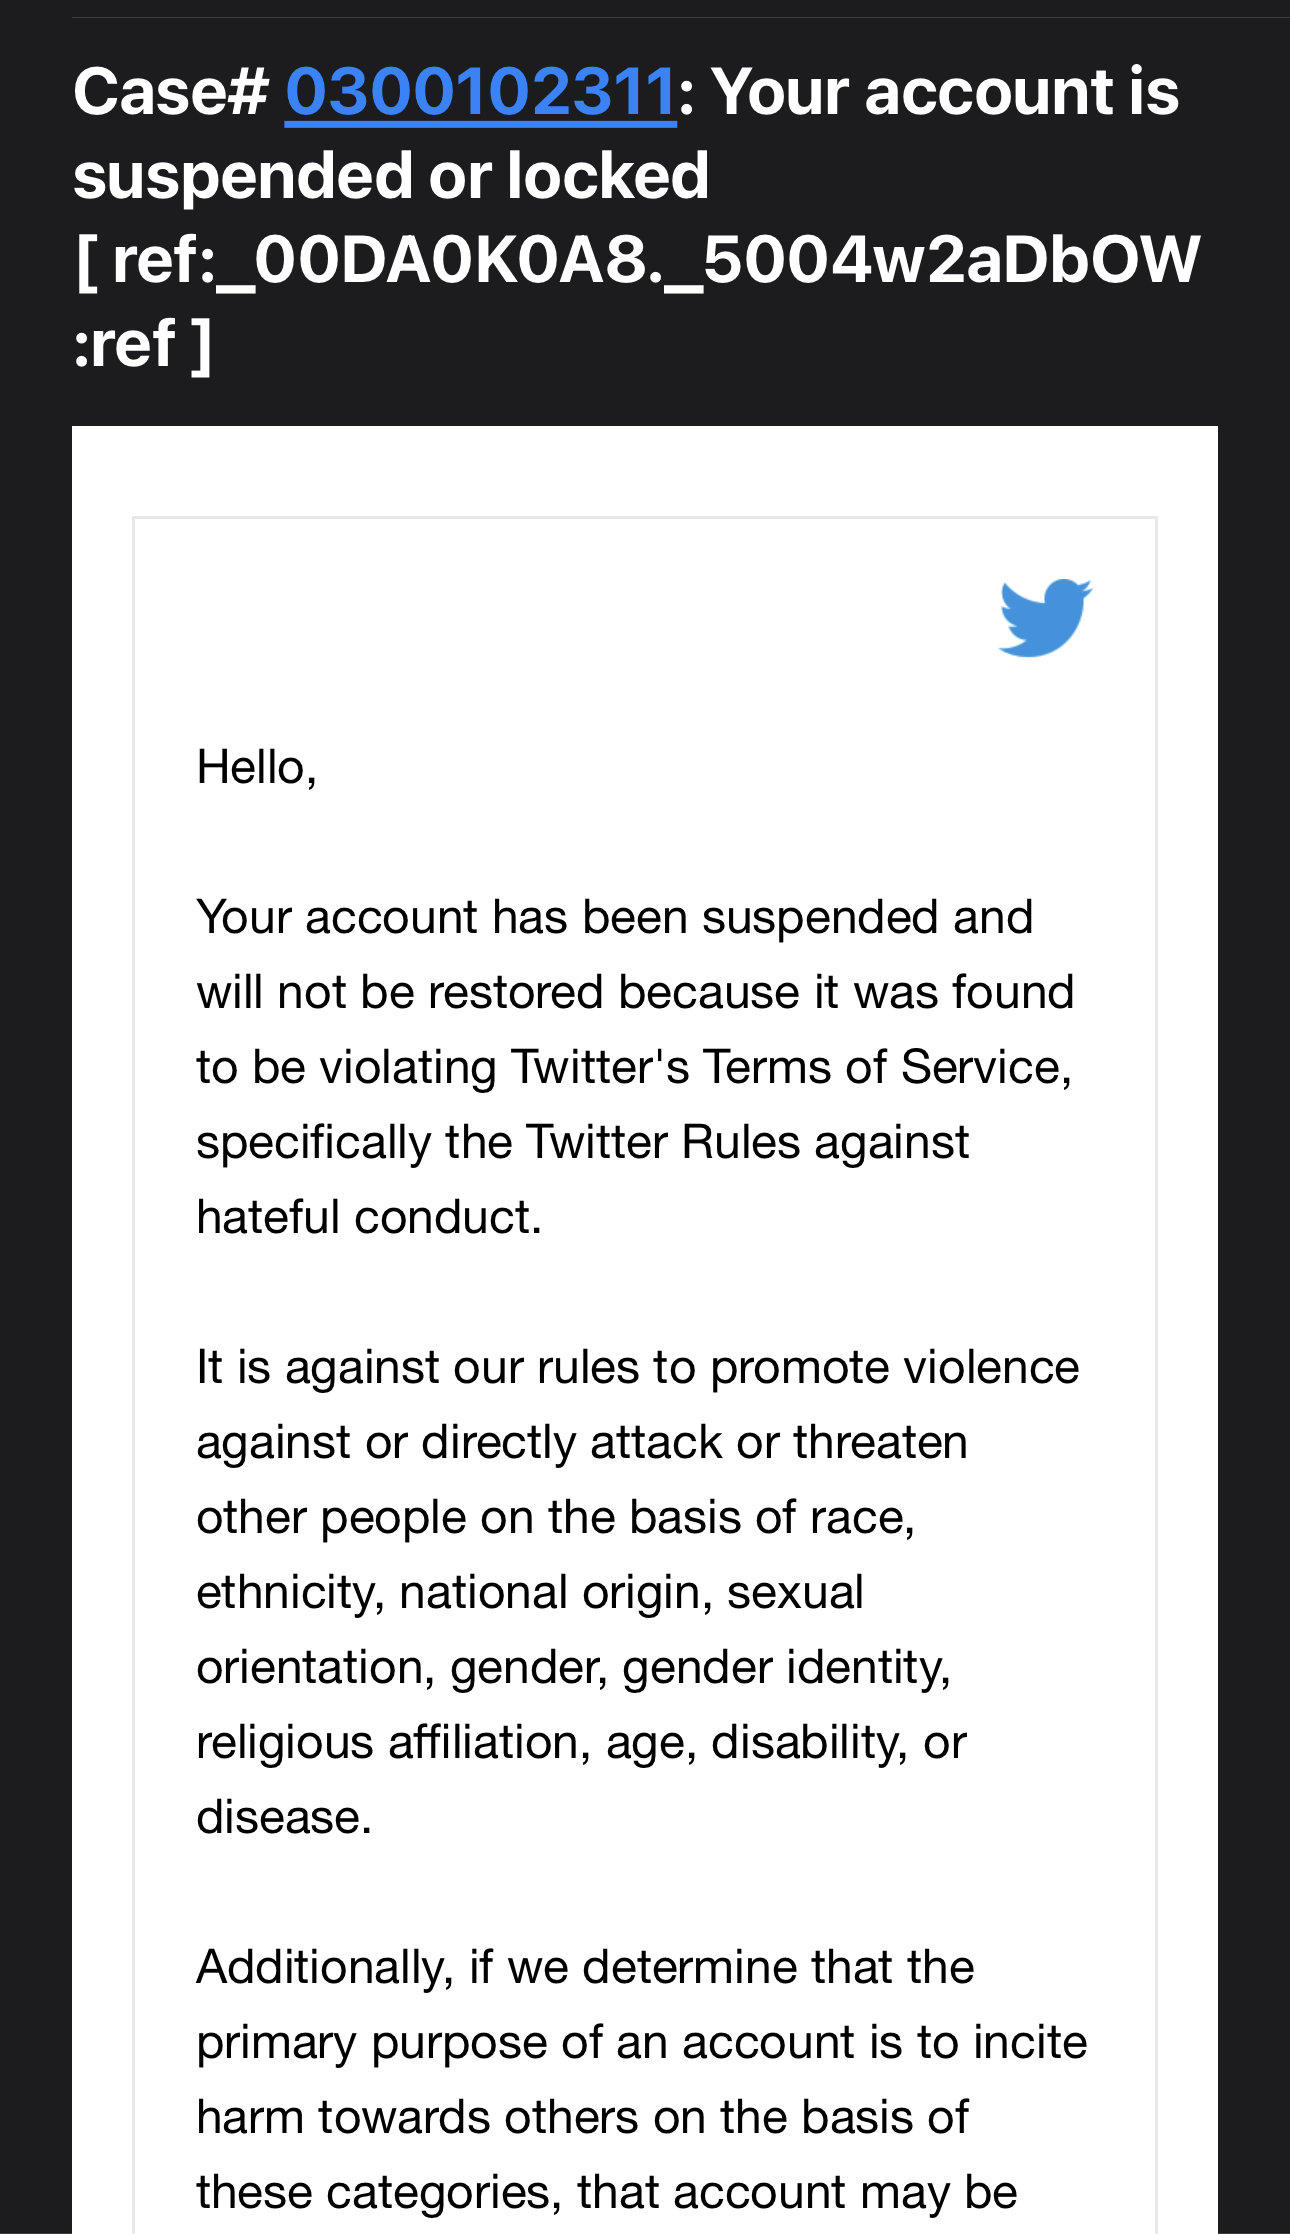 Case# 0300102311: Your account is
suspended or locked
[ ref:_00DA0K0A8._5004w2aDbOW
:ref ]
Hello,
Your account has been suspended and
will not be restored because it was found
to be violating Twitter's Terms of Service,
specifically the Twitter Rules against
hateful conduct.
It is against our rules to promote violence
against or directly attack or threaten
other people on the basis of race,
ethnicity, national origin, sexual
orientation, gender, gender identity,
religious affiliation, age, disability, or
disease.
Additionally, if we determine that the
primary purpose of an account is to incite
harm towards others on the basis of
these categories, that account may be